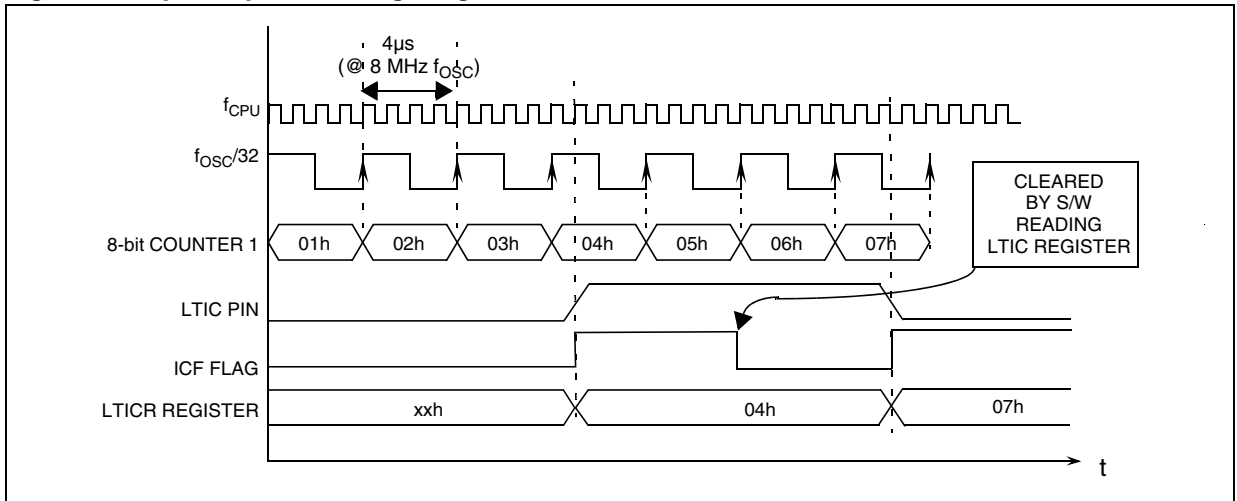 4µs
(@ 8 MHz fOSC)
fCPU
fOSC/32
CLEARED
BY S/W
READING
LTIC REGISTER
8-bit COUNTER 1 01h 02h 03h 04h 05h 06h 07h
LTIC PIN
ICF FLAG
LTICR REGISTER xxh 04h 07h
t